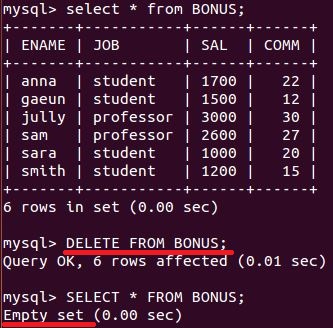 mysql> select * from BONUS;
+-------+-----------+------+------+
| ENAME | JOB       | SAL  | COMM |
+-------+-----------+------+------+
| anna  | student   | 1700 |   22 |
| gaeun | student   | 1500 |   12 |
| jully | professor | 3000 |   30 |
| sam   | professor | 2600 |   27 |
| sara  | student   | 1000 |   20 |
| smith | student   | 1200 |   15 |
+-------+-----------+------+------+
6 rows in set (0.00 sec)
mysql> DELETE FROM BONUS;
Query OK, 6 rows affected (0.01 sec)
mysql> SELECT * FROM BONUS;
Empty set (0.00 sec)